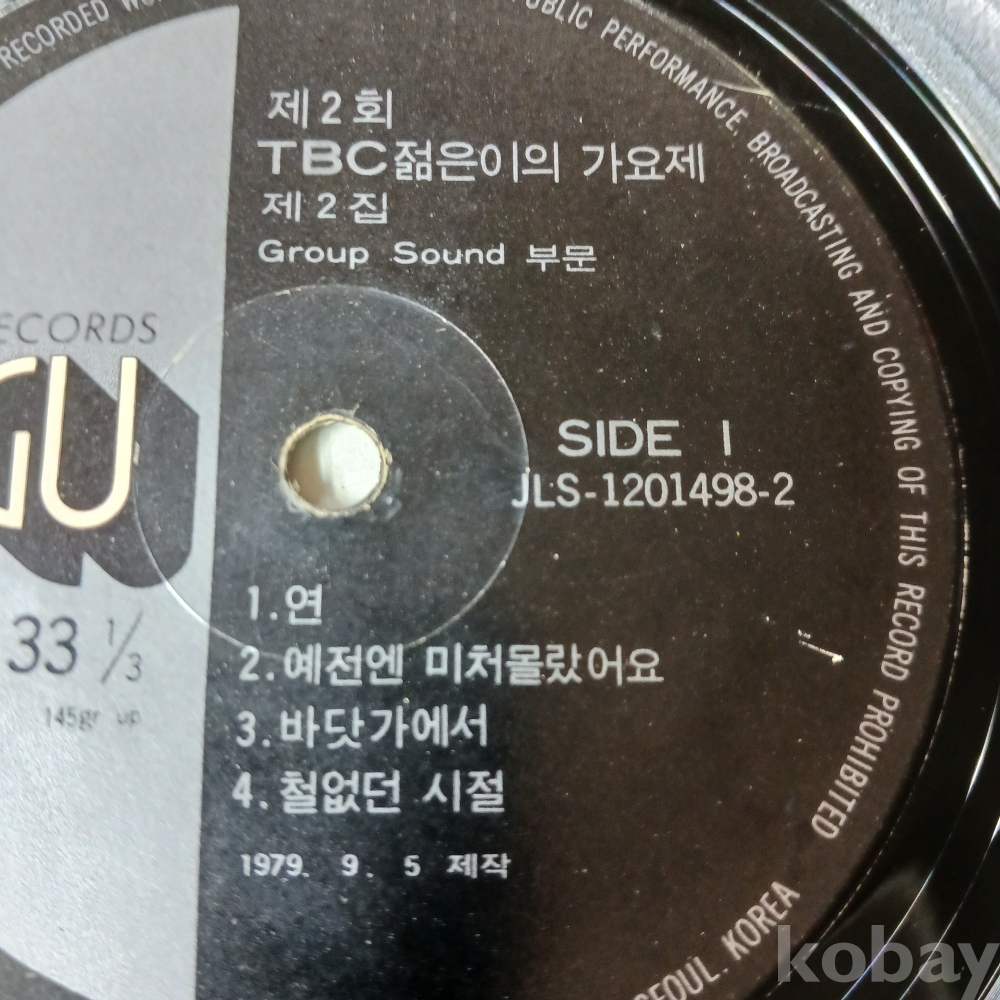 RECORDED WO
UBLIC PERFORMANCE. BROADCASTING AND COPYING OF THIS RECORD PROHIBITED
제2회
TBC젊은이의 가요제
제2집
Group Sound 부문
ECORDS
GU
SIDE I
JLS-1201498-2
33 1/3
145gr up
1.연
2.예전엔 미처몰랐어요
3.바닷가에서
4.철없던 시절
1979. 9. 5 제작
SEOUL. KOREA
kobay